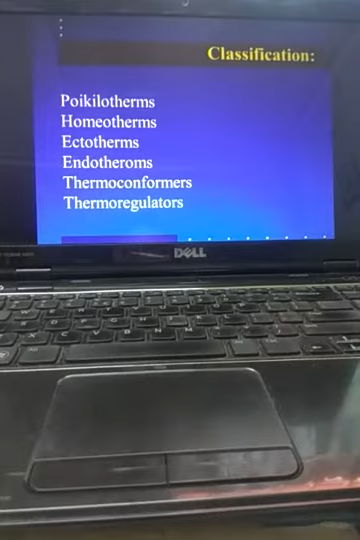 Classification:
Poikilotherms
Homeotherms
Ectotherms
Endotheroms
Thermoconformers
Thermoregulators
DELL